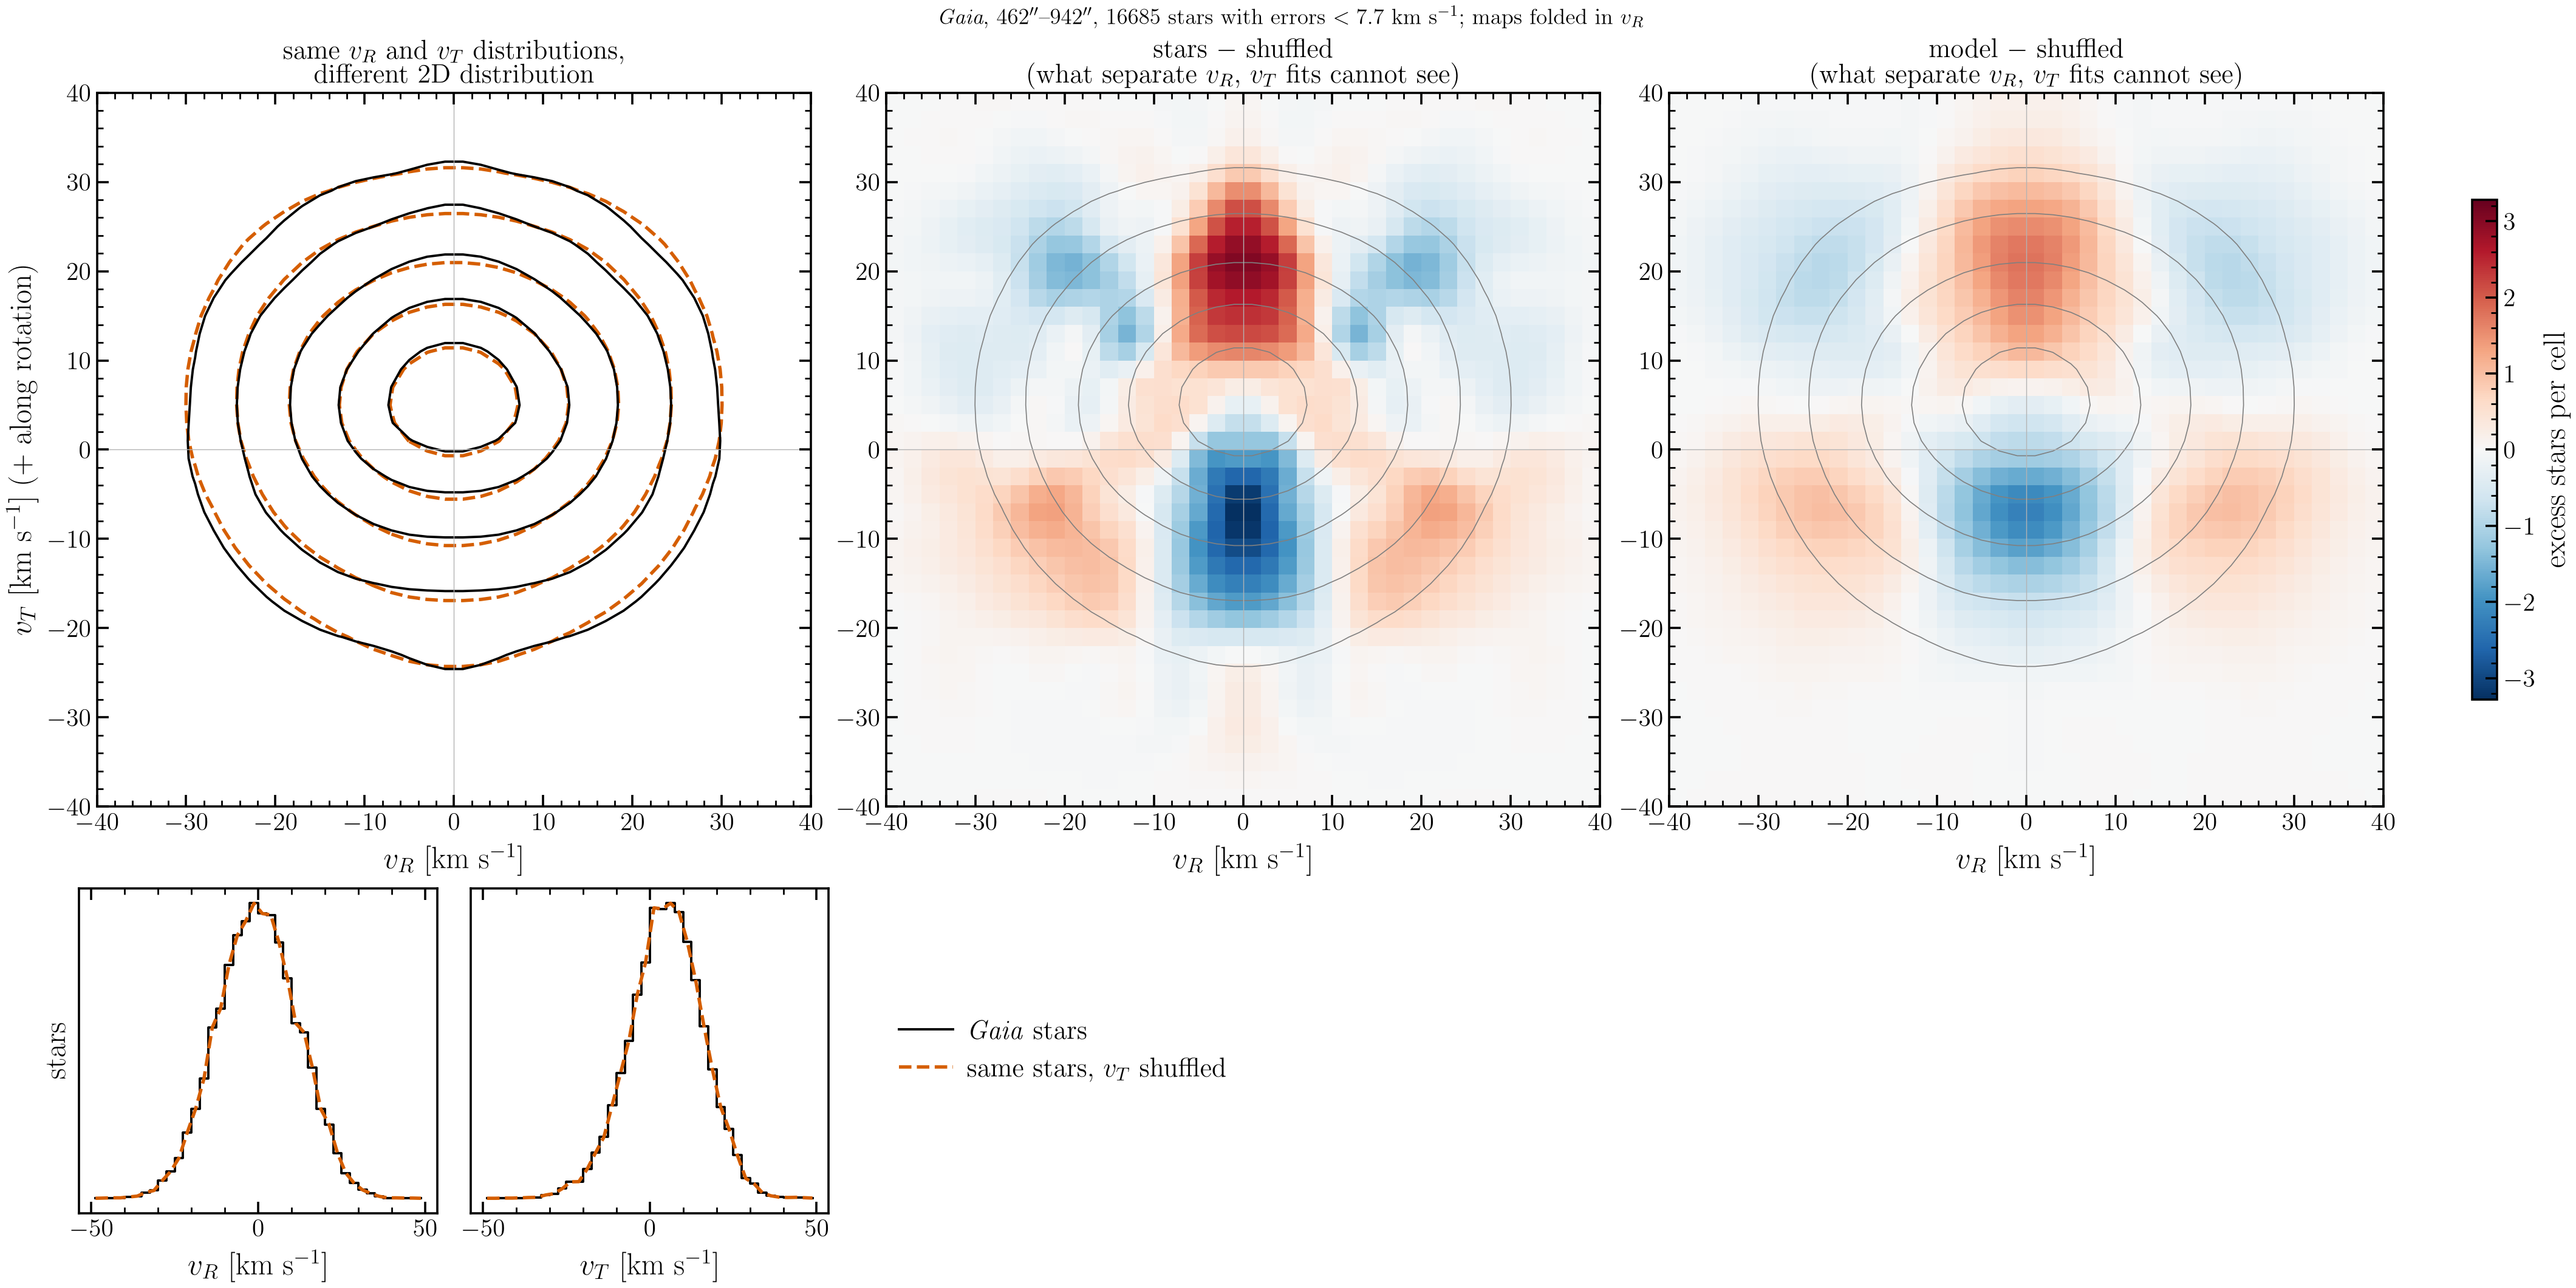 Gaia, 462″–942″, 16685 stars with errors < 7.7 km s⁻¹; maps folded in v_R
same v_R and v_T distributions,
different 2D distribution
stars − shuffled
(what separate v_R, v_T fits cannot see)
model − shuffled
(what separate v_R, v_T fits cannot see)
v_T [km s⁻¹] (+ along rotation)
40
30
20
10
0
−10
−20
−30
−40
−40 −30 −20 −10 0 10 20 30 40
v_R [km s⁻¹]
40
30
20
10
0
−10
−20
−30
−40
−40 −30 −20 −10 0 10 20 30 40
v_R [km s⁻¹]
40
30
20
10
0
−10
−20
−30
−40
−40 −30 −20 −10 0 10 20 30 40
v_R [km s⁻¹]
3
2
1
0
−1
−2
−3
excess stars per cell
stars
−50 0 50
v_R [km s⁻¹]
−50 0 50
v_T [km s⁻¹]
Gaia stars
same stars, v_T shuffled